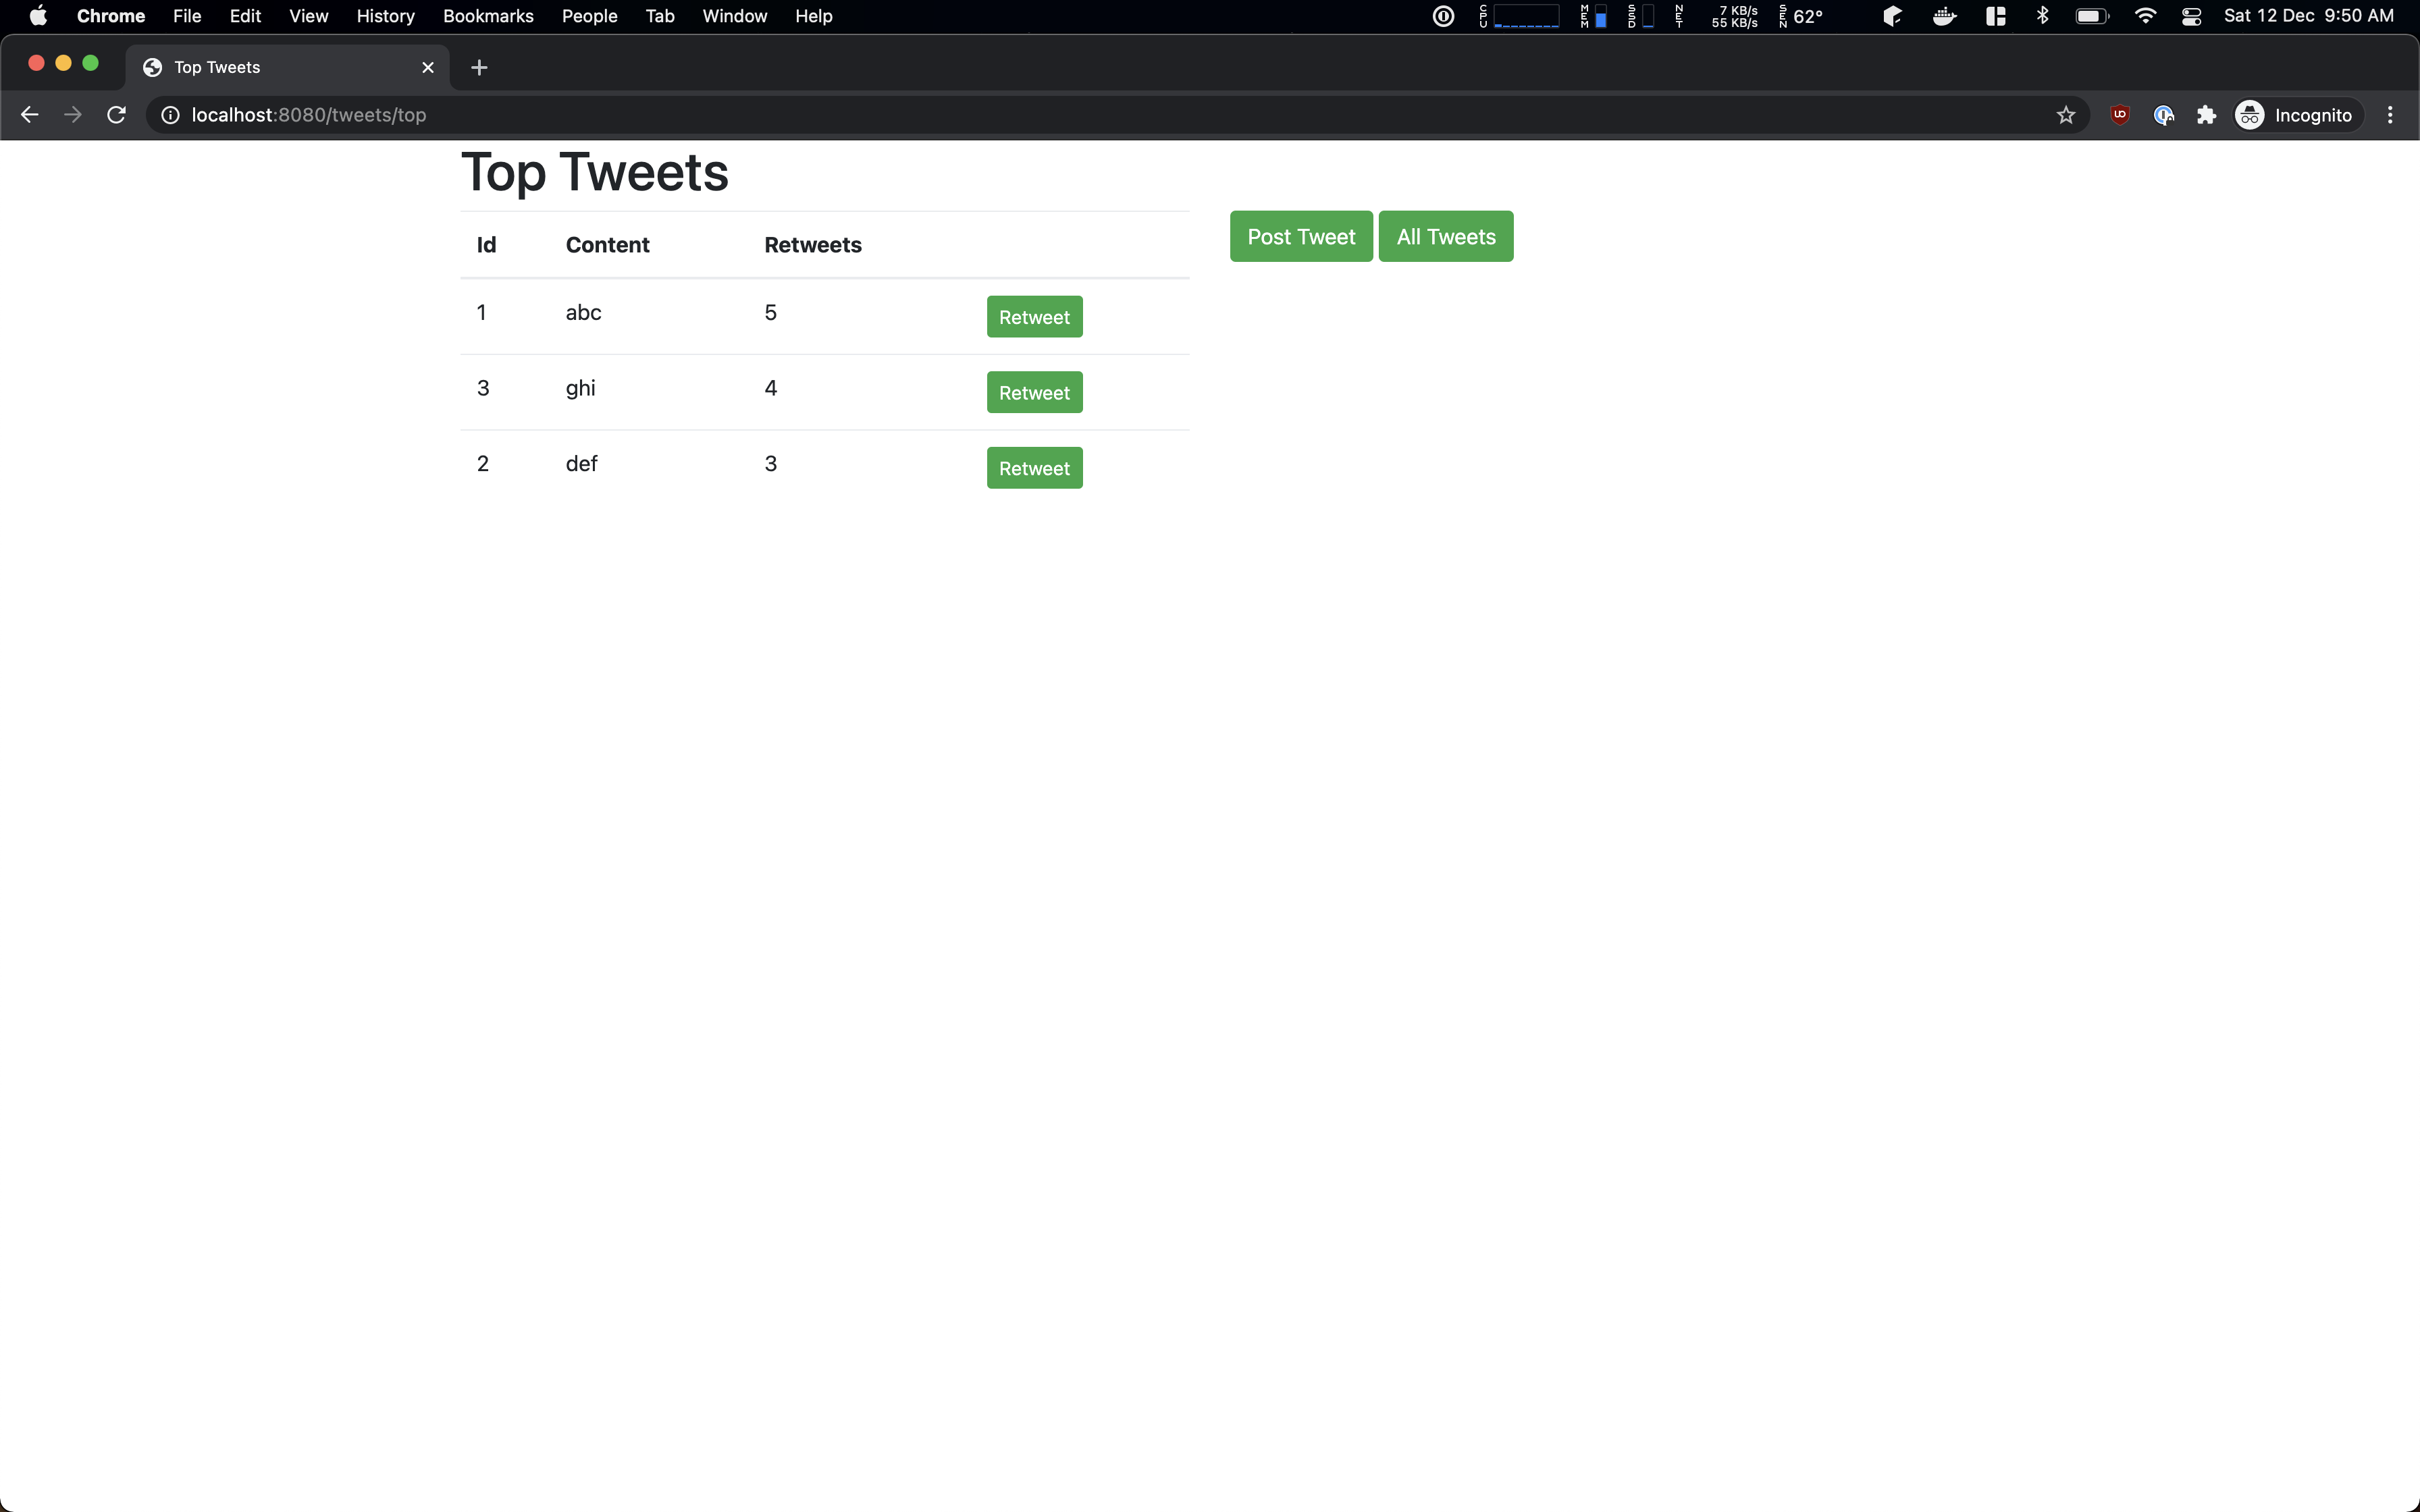 Chrome File Edit View History Bookmarks People Tab Window Help CPU MEM SSD NET 7 KB/s 55 KB/s SEN 62° Sat 12 Dec 9:50 AM
Top Tweets
localhost:8080/tweets/top Incognito
Top Tweets
Post Tweet All Tweets
Id Content Retweets
1 abc 5 Retweet
3 ghi 4 Retweet
2 def 3 Retweet